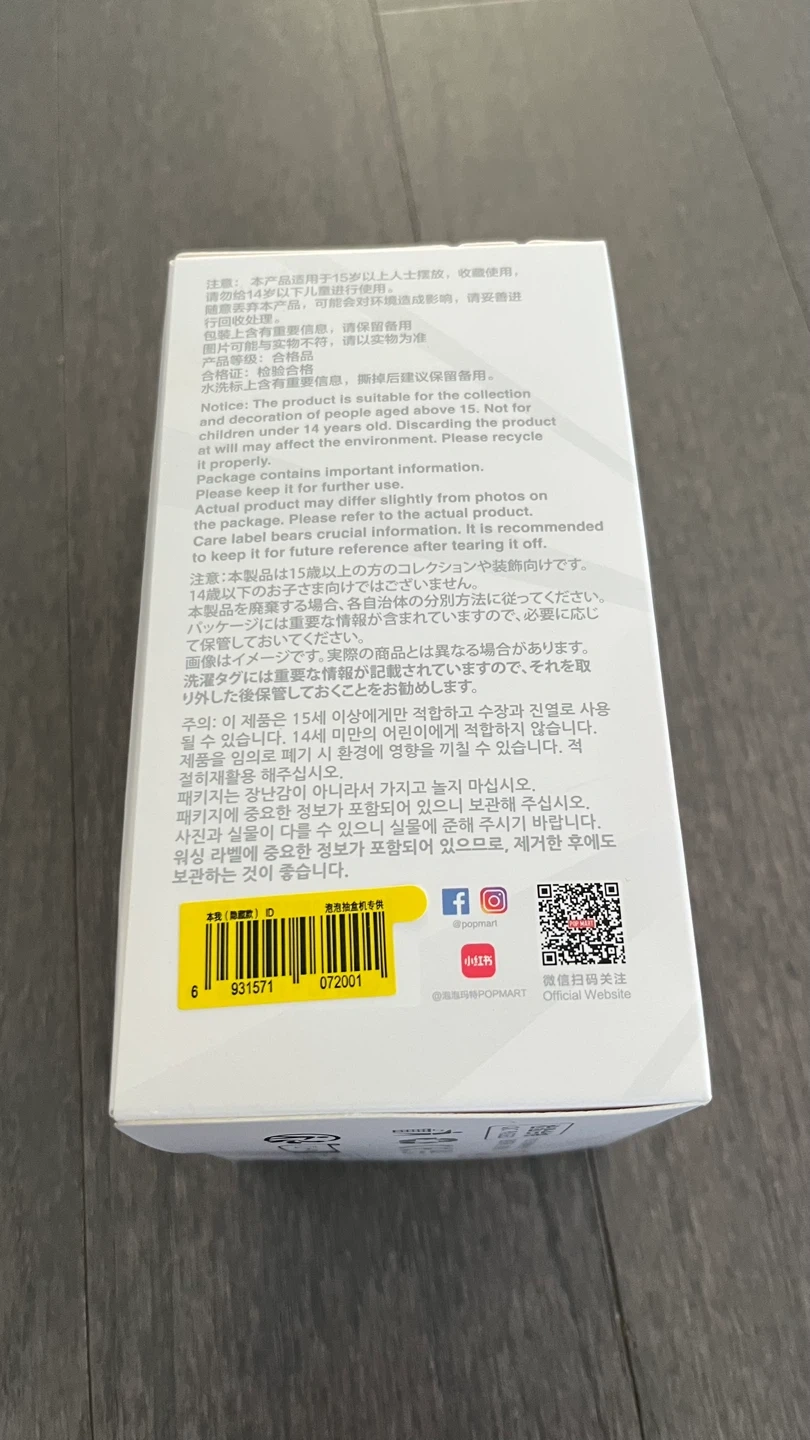 注意: 本产品适用于15岁以上人士摆放，收藏使用，
请勿给14岁以下儿童进行使用。
随意丢弃本产品，可能会对环境造成影响，请妥善进
行回收处理。
包装上含有重要信息，请保留备用
图片可能与实物不符，请以实物为准
产品等级：合格品
合格证：检验合格
水洗标上含有重要信息，撕掉后建议保留备用。
Notice: The product is suitable for the collection
and decoration of people aged above 15. Not for
children under 14 years old. Discarding the product
at will may affect the environment. Please recycle
it properly.
Package contains important information.
Please keep it for further use.
Actual product may differ slightly from photos on
the package. Please refer to the actual product.
Care label bears crucial information. It is recommended
to keep it for future reference after tearing it off.
注意：本製品は15歳以上の方のコレクションや装飾向けです。
14歳以下のお子さま向けではございません。
本製品を廃棄する場合、各自治体の分別方法に従ってください。
パッケージには重要な情報が含まれていますので、必要に応じ
て保管しておいてください。
画像はイメージです。実際の商品とは異なる場合があります。
洗濯タグには重要な情報が記載されていますので、それを取
り外した後保管しておくことをお勧めします。
주의: 이 제품은 15세 이상에게만 적합하고 수장과 진열로 사용
될 수 있습니다. 14세 미만의 어린이에게 적합하지 않습니다.
제품을 임의로 폐기 시 환경에 영향을 끼칠 수 있습니다. 적
절히재활용 해주십시오.
패키지는 장난감이 아니라서 가지고 놀지 마십시오.
패키지에 중요한 정보가 포함되어 있으니 보관해 주십시오.
사진과 실물이 다를 수 있으니 실물에 준해 주시기 바랍니다.
워싱 라벨에 중요한 정보가 포함되어 있으므로, 제거한 후에도
보관하는 것이 좋습니다.
本我（隐藏款） ID 泡泡抽盒机专供
6 931571 072001
@popmart
小红书
@泡泡玛特POPMART
POP MART
微信扫码关注
Official Website